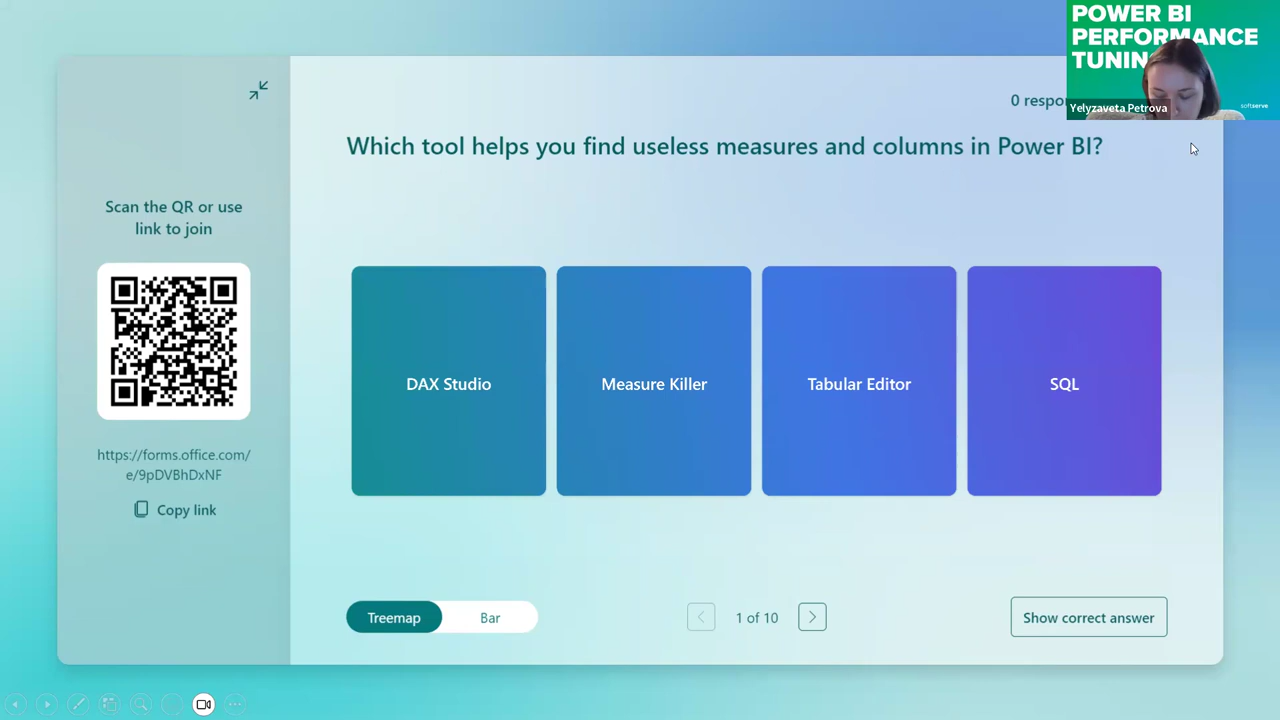 POWER BI
PERFORMANCE
Yelyzaveta Petrova
softserve
0
Which tool helps you find useless measures and columns in Power BI?
Scan the QR or use
link to join
https://forms.office.com/
e/9pDVBhDxNF
Copy link
DAX Studio
Measure Killer
Tabular Editor
SQL
Treemap
Bar
1 of 10
Show correct answer